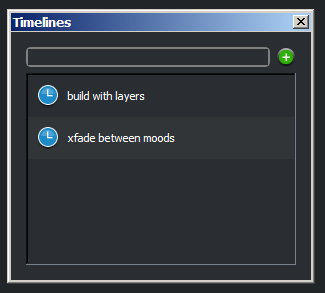 Timelines
build with layers
xfade between moods